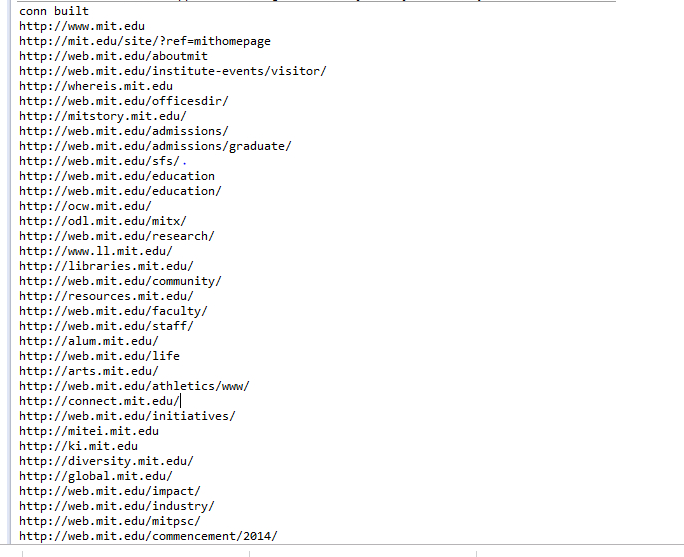 conn built
http://www.mit.edu
http://mit.edu/site/?ref=mithomepage
http://web.mit.edu/aboutmit
http://web.mit.edu/institute-events/visitor/
http://whereis.mit.edu
http://web.mit.edu/officesdir/
http://mitstory.mit.edu/
http://web.mit.edu/admissions/
http://web.mit.edu/admissions/graduate/
http://web.mit.edu/sfs/.
http://web.mit.edu/education
http://web.mit.edu/education/
http://ocw.mit.edu/
http://odl.mit.edu/mitx/
http://web.mit.edu/research/
http://www.ll.mit.edu/
http://libraries.mit.edu/
http://web.mit.edu/community/
http://resources.mit.edu/
http://web.mit.edu/faculty/
http://web.mit.edu/staff/
http://alum.mit.edu/
http://web.mit.edu/life
http://arts.mit.edu/
http://web.mit.edu/athletics/www/
http://connect.mit.edu/
http://web.mit.edu/initiatives/
http://mitei.mit.edu
http://ki.mit.edu
http://diversity.mit.edu/
http://global.mit.edu/
http://web.mit.edu/impact/
http://web.mit.edu/industry/
http://web.mit.edu/mitpsc/
http://web.mit.edu/commencement/2014/